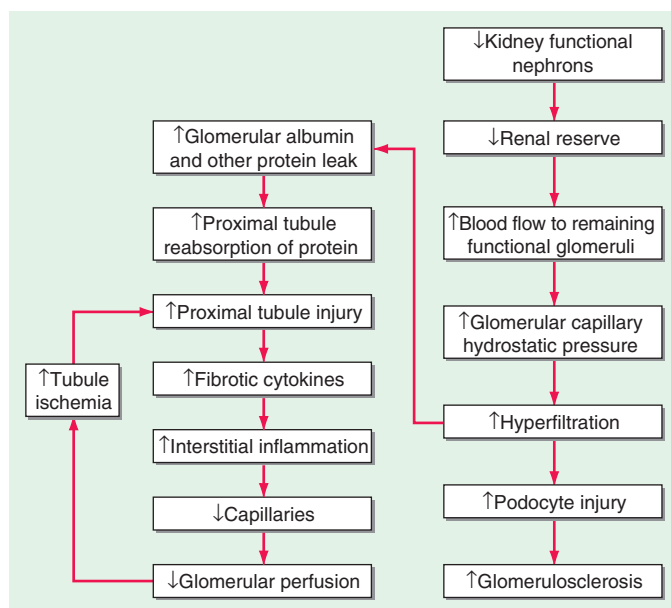 ↓Kidney functional
nephrons
↓Renal reserve
↑Blood flow to remaining
functional glomeruli
↑Glomerular capillary
hydrostatic pressure
↑Hyperfiltration
↑Podocyte injury
↑Glomerulosclerosis
↑Glomerular albumin
and other protein leak
↑Proximal tubule
reabsorption of protein
↑Proximal tubule injury
↑Fibrotic cytokines
↑Interstitial inflammation
↓Capillaries
↓Glomerular perfusion
↑Tubule
ischemia